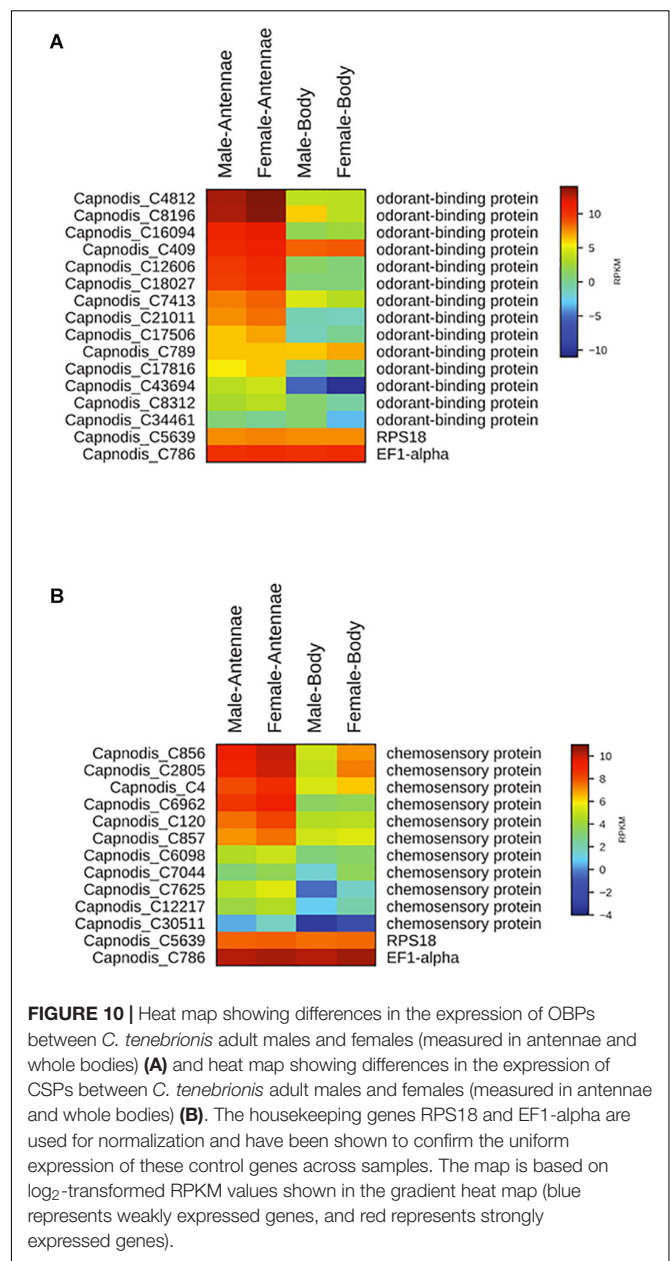 A
Male-Antennae
Female-Antennae
Male-Body
Female-Body
Capnodis_C4812 odorant-binding protein
Capnodis_C8196 odorant-binding protein
Capnodis_C16094 odorant-binding protein
Capnodis_C409 odorant-binding protein
Capnodis_C12606 odorant-binding protein
Capnodis_C18027 odorant-binding protein
Capnodis_C7413 odorant-binding protein
Capnodis_C21011 odorant-binding protein
Capnodis_C17506 odorant-binding protein
Capnodis_C789 odorant-binding protein
Capnodis_C17816 odorant-binding protein
Capnodis_C43694 odorant-binding protein
Capnodis_C8312 odorant-binding protein
Capnodis_C34461 odorant-binding protein
Capnodis_C5639 RPS18
Capnodis_C786 EF1-alpha
10
5
0
−5
−10
RPKM
B
Male-Antennae
Female-Antennae
Male-Body
Female-Body
Capnodis_C856 chemosensory protein
Capnodis_C2805 chemosensory protein
Capnodis_C4 chemosensory protein
Capnodis_C6962 chemosensory protein
Capnodis_C120 chemosensory protein
Capnodis_C857 chemosensory protein
Capnodis_C6098 chemosensory protein
Capnodis_C7044 chemosensory protein
Capnodis_C7625 chemosensory protein
Capnodis_C12217 chemosensory protein
Capnodis_C30511 chemosensory protein
Capnodis_C5639 RPS18
Capnodis_C786 EF1-alpha
10
8
6
4
2
0
−2
−4
RPKM
FIGURE 10 | Heat map showing differences in the expression of OBPs
between C. tenebrionis adult males and females (measured in antennae and
whole bodies) (A) and heat map showing differences in the expression of
CSPs between C. tenebrionis adult males and females (measured in antennae
and whole bodies) (B). The housekeeping genes RPS18 and EF1-alpha are
used for normalization and have been shown to confirm the uniform
expression of these control genes across samples. The map is based on
log₂-transformed RPKM values shown in the gradient heat map (blue
represents weakly expressed genes, and red represents strongly
expressed genes).